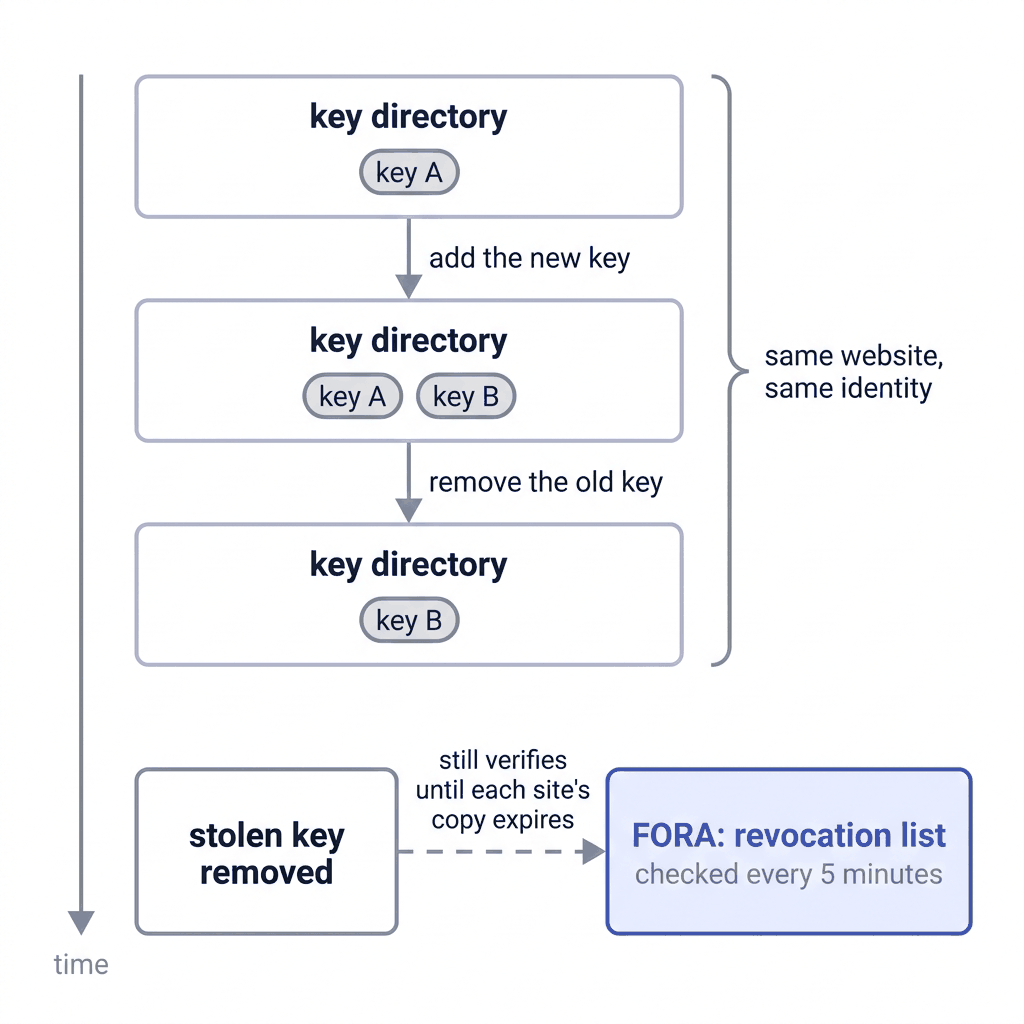 key directory
key A
add the new key
key directory
key A
key B
same website,
same identity
remove the old key
key directory
key B
still verifies
until each site's
copy expires
stolen key
removed
FORA: revocation list
checked every 5 minutes
time